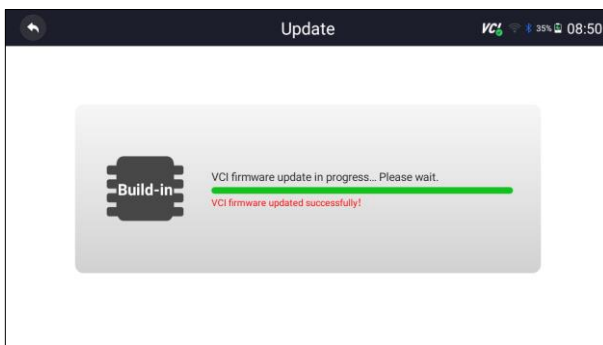 Update
VCI 35% 08:50
Build-in
VCI firmware update in progress... Please wait.
VCI firmware updated successfully!